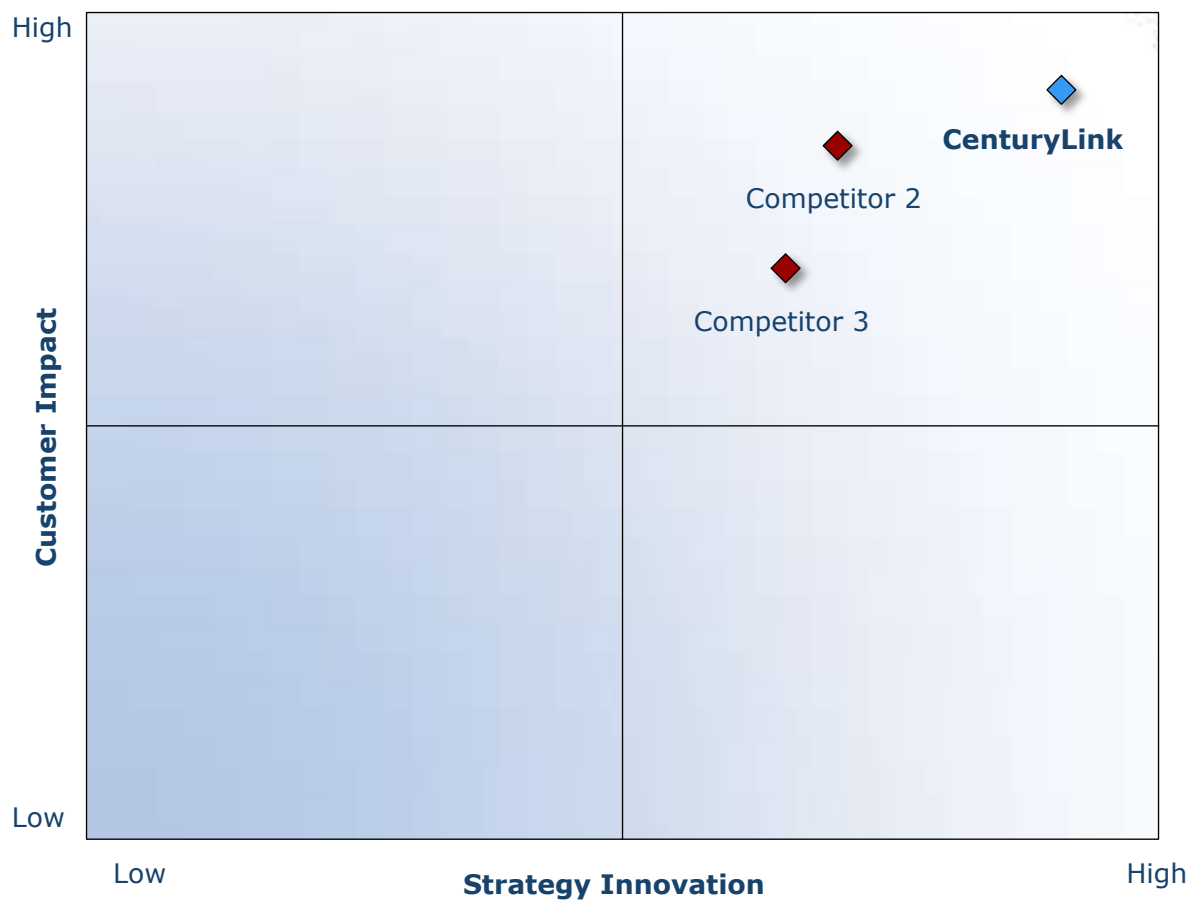 High
CenturyLink
Competitor 2
Competitor 3
Customer Impact
Low
Low
Strategy Innovation
High